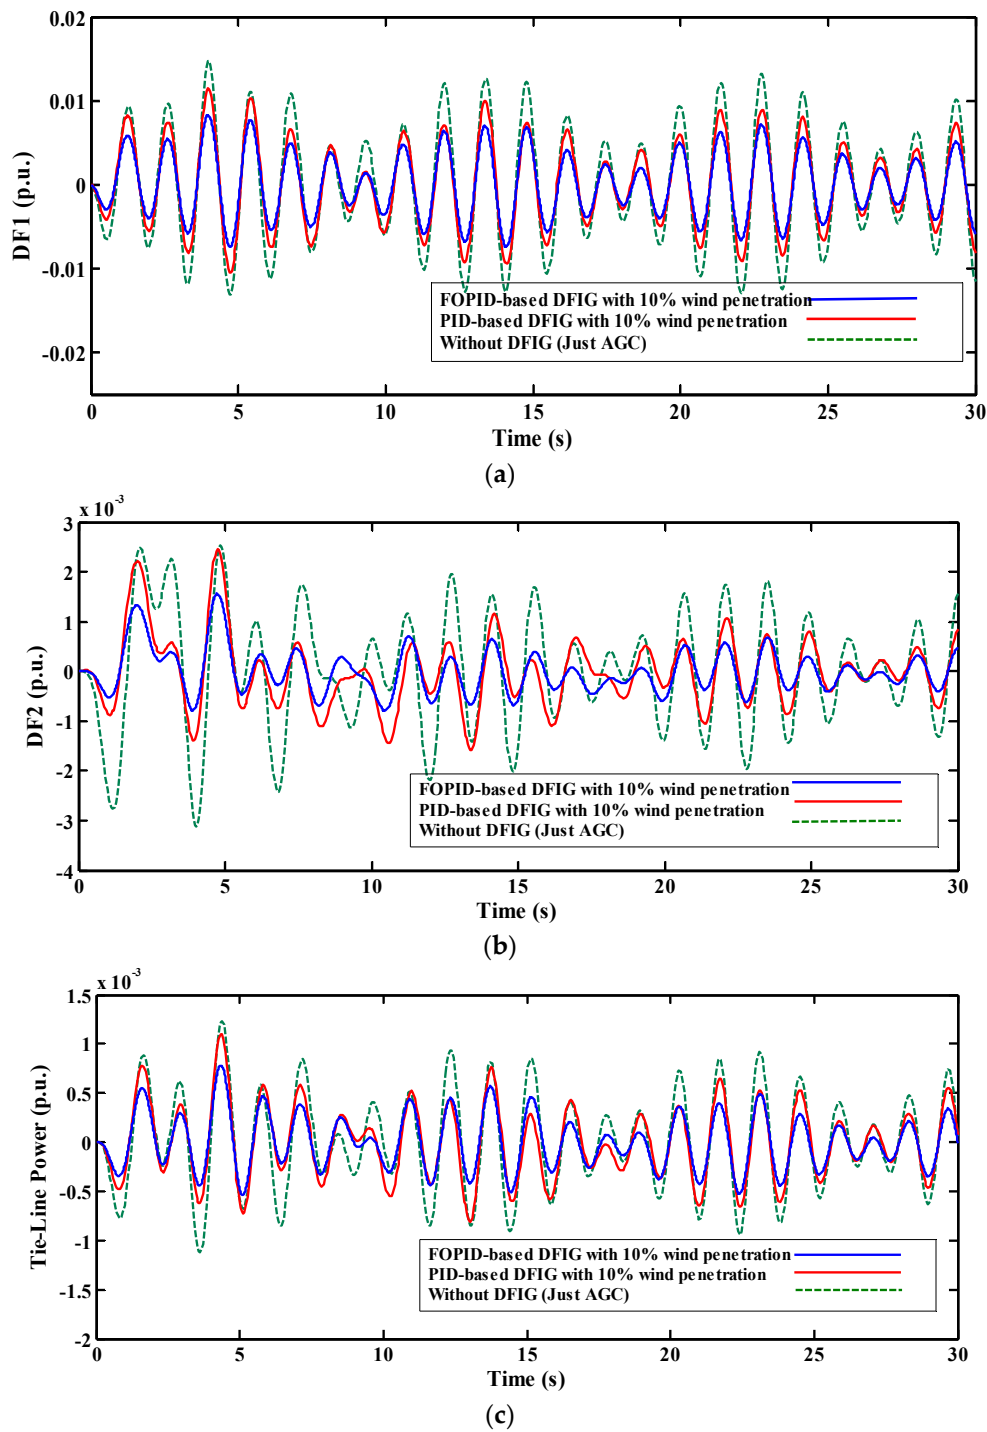 0.02
0.01
0
-0.01
-0.02
DF1 (p.u.)
FOPID-based DFIG with 10% wind penetration
PID-based DFIG with 10% wind penetration
Without DFIG (Just AGC)
0 5 10 15 20 25 30
Time (s)
(a)
x 10-3
3
2
1
0
-1
-2
-3
-4
DF2 (p.u.)
FOPID-based DFIG with 10% wind penetration
PID-based DFIG with 10% wind penetration
Without DFIG (Just AGC)
0 5 10 15 20 25 30
Time (s)
(b)
x 10-3
1.5
1
0.5
0
-0.5
-1
-1.5
-2
Tie-Line Power (p.u.)
FOPID-based DFIG with 10% wind penetration
PID-based DFIG with 10% wind penetration
Without DFIG (Just AGC)
0 5 10 15 20 25 30
Time (s)
(c)